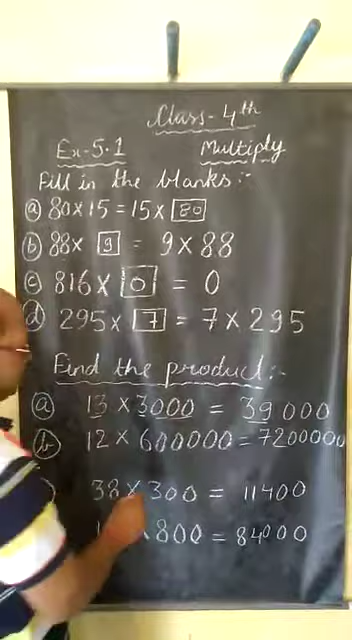 Class-4th
Ex-5.1 Multiply
Fill in the blanks:-
(a) 80×15=15×80
(b) 88×9 = 9×88
(c) 816×0 = 0
(d) 295×7 = 7×295
Find the product:-
(a) 13 × 3000 = 39000
(b) 12 × 600000 = 7200000
38×300 = 11400
×800 = 84000